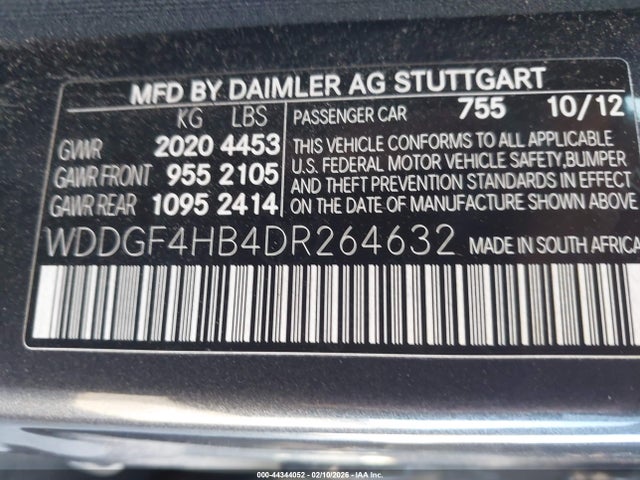 MFD BY DAIMLER AG STUTTGART
KG LBS PASSENGER CAR 755 10/12
GVWR 2020 4453 THIS VEHICLE CONFORMS TO ALL APPLICABLE
GAWR FRONT 955 2105 U.S. FEDERAL MOTOR VEHICLE SAFETY,BUMPER
GAWR REAR 1095 2414 AND THEFT PREVENTION STANDARDS IN EFFECT
ON THE DATE OF MANUFACTURE SHOWN ABOVE
WDDGF4HB4DR264632 MADE IN SOUTH AFRICA
000-44344052 - 02/10/2026 - IAA Inc.